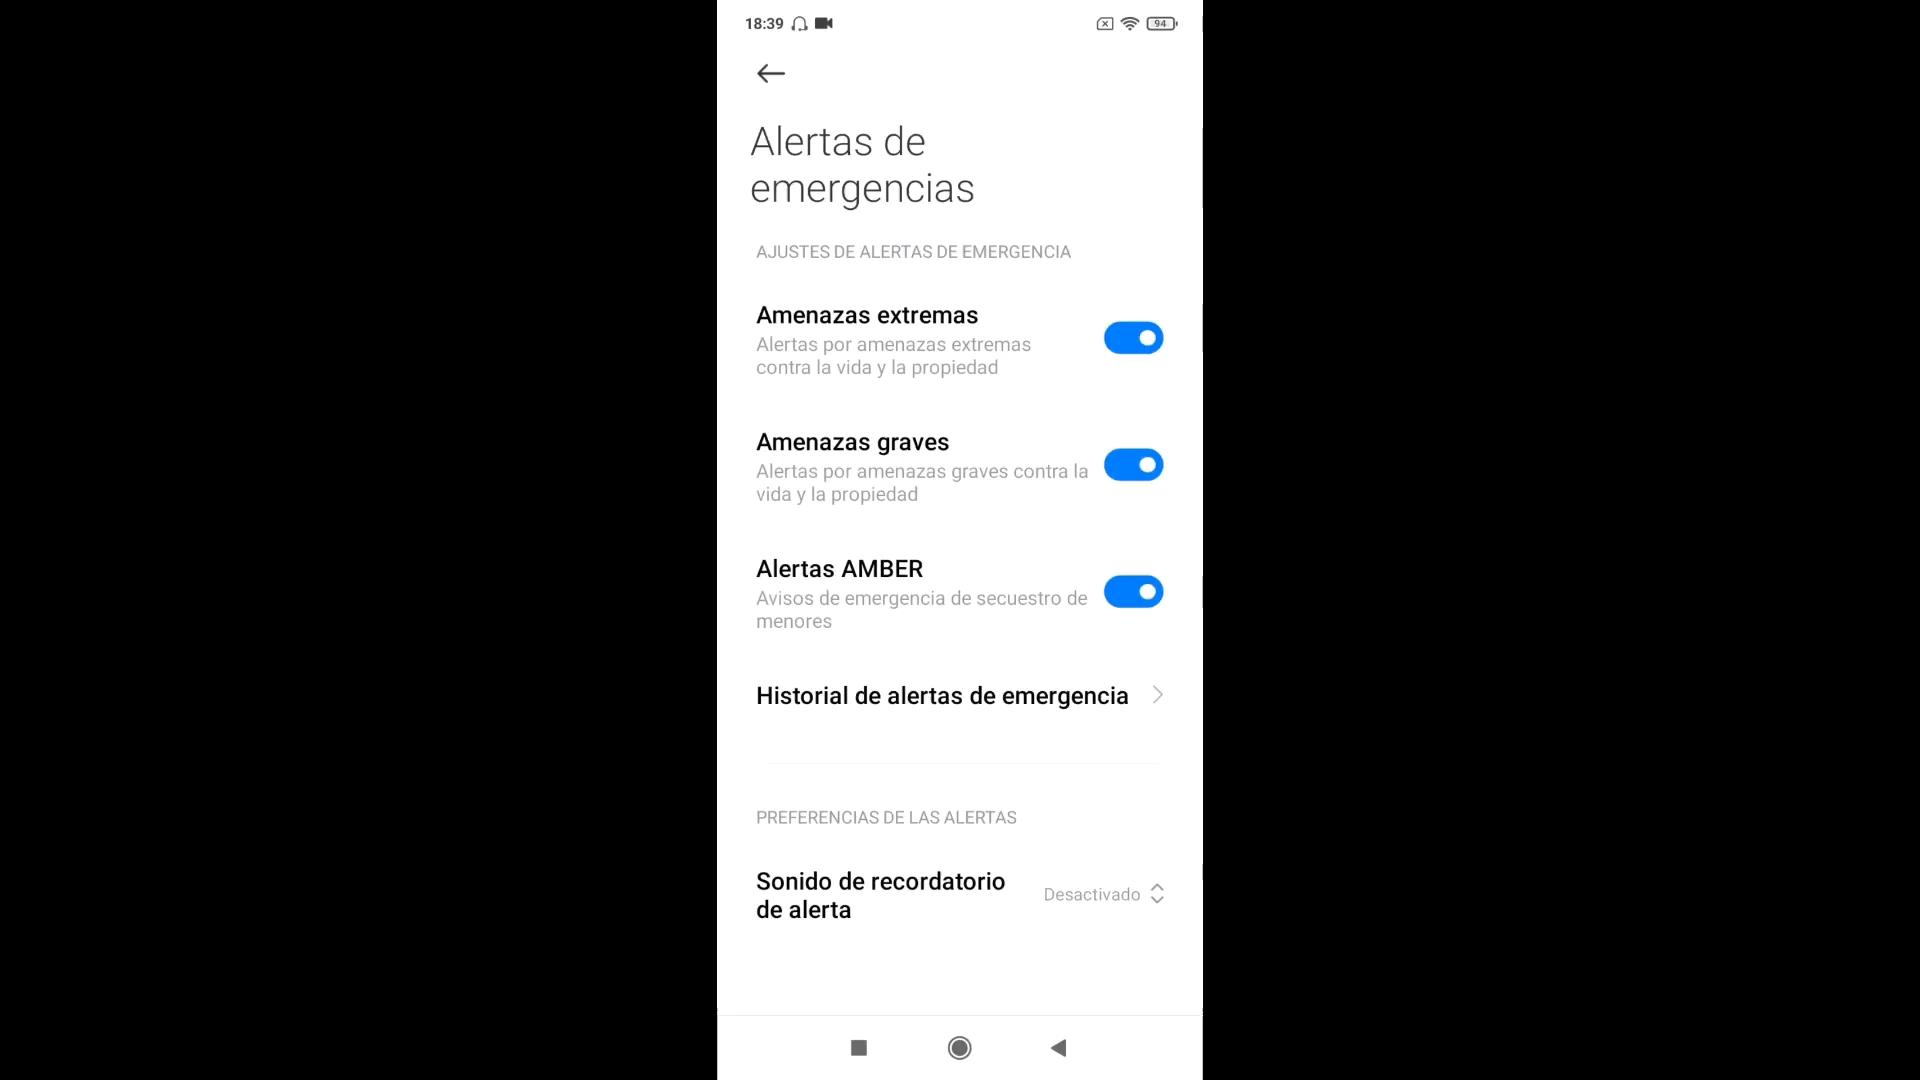 18:39
94
Alertas de
emergencias
AJUSTES DE ALERTAS DE EMERGENCIA
Amenazas extremas
Alertas por amenazas extremas
contra la vida y la propiedad
Amenazas graves
Alertas por amenazas graves contra la
vida y la propiedad
Alertas AMBER
Avisos de emergencia de secuestro de
menores
Historial de alertas de emergencia
PREFERENCIAS DE LAS ALERTAS
Sonido de recordatorio
de alerta
Desactivado